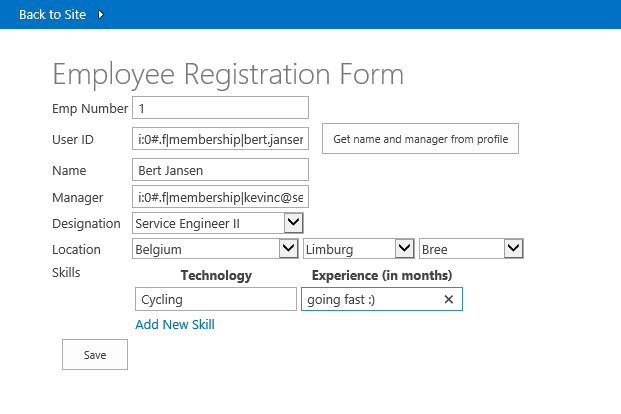 Back to Site
Employee Registration Form
Emp Number 1
User ID i:0#.f|membership|bert.janser Get name and manager from profile
Name Bert Jansen
Manager i:0#.f|membership|kevinc@se
Designation Service Engineer II
Location Belgium Limburg Bree
Skills Technology Experience (in months)
Cycling going fast :)
Add New Skill
Save